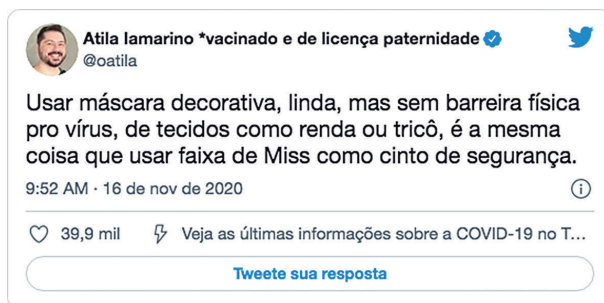 Atila Iamarino *vacinado e de licença paternidade
@oatila
Usar máscara decorativa, linda, mas sem barreira física
pro vírus, de tecidos como renda ou tricô, é a mesma
coisa que usar faixa de Miss como cinto de segurança.
9:52 AM · 16 de nov de 2020
39,9 mil Veja as últimas informações sobre a COVID-19 no T...
Tweete sua resposta